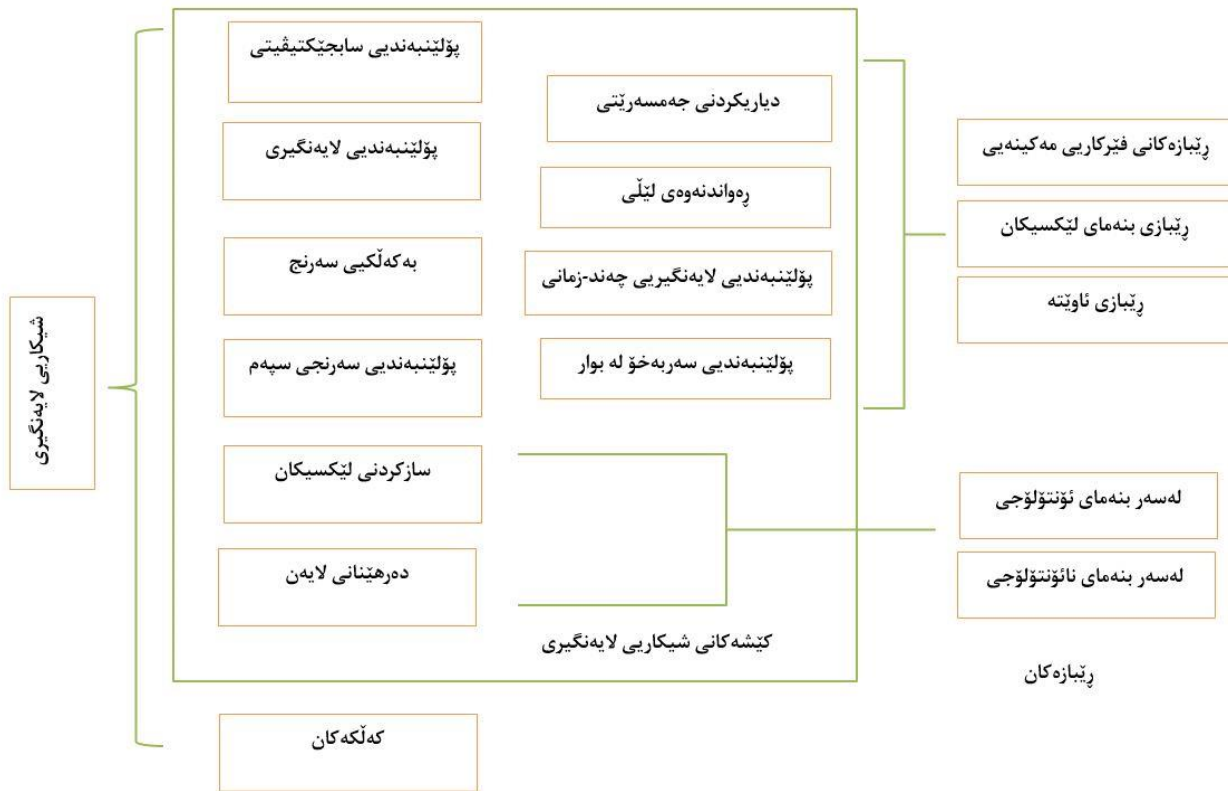 شیکاریی لایەنگیری
پۆلێنبەندیی سابجێکتیڤیتی
پۆلێنبەندیی لایەنگیری
بەکەڵکیی سەرنج
پۆلێنبەندیی سەرنجی سپەم
سازکردنی لێکسیکان
دەرهێنانی لایەن
دیاریکردنی جەمسەرێتی
ڕەواندنەوەی لێڵی
پۆلێنبەندیی لایەنگیریی چەند-زمانی
پۆلێنبەندیی سەربەخۆ لە بوار
کێشەکانی شیکاریی لایەنگیری
کەڵکەکان
ڕێبازەکانی فێرکاریی مەکینەیی
ڕێبازی بنەمای لێکسیکان
ڕێبازی ئاوێتە
لەسەر بنەمای ئۆنتۆلۆجی
لەسەر بنەمای نائۆنتۆلۆجی
ڕێبازەکان